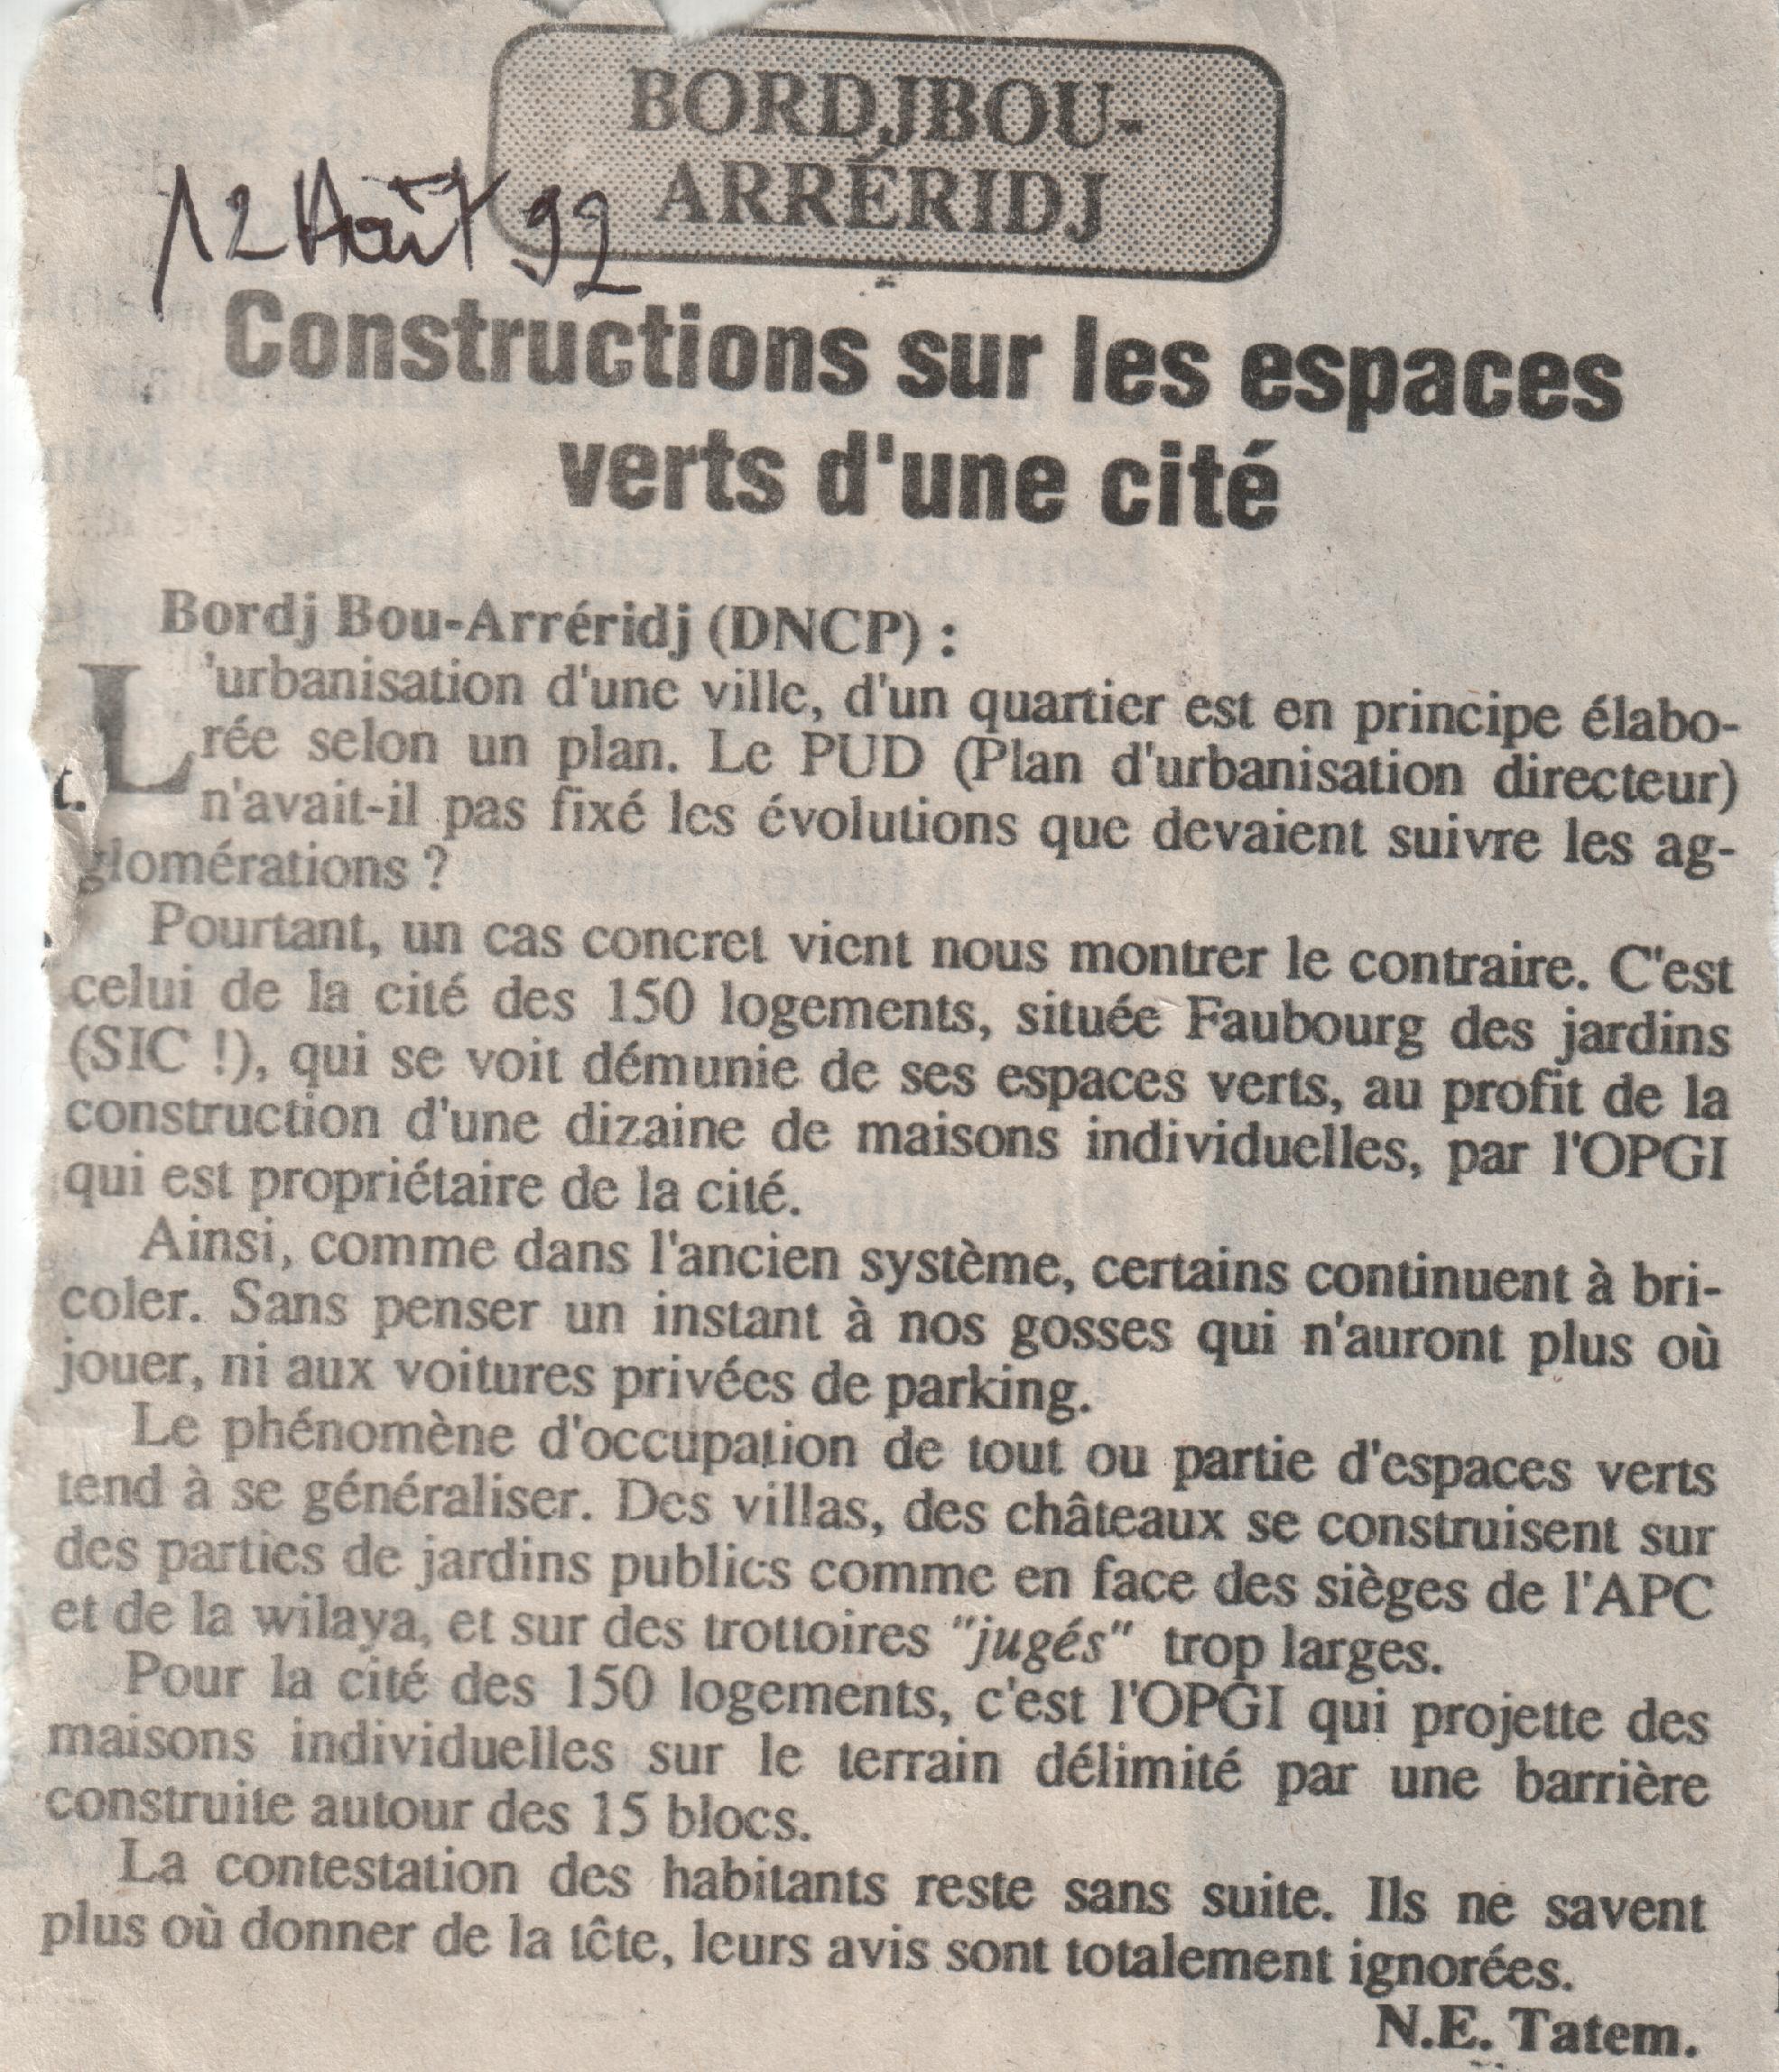 BORDJBOU-
ARRÉRIDJ
12 Août 92
Constructions sur les espaces
verts d'une cité
Bordj Bou-Arréridj (DNCP) :
L'urbanisation d'une ville, d'un quartier est en principe élabo-
rée selon un plan. Le PUD (Plan d'urbanisation directeur)
n'avait-il pas fixé les évolutions que devaient suivre les ag-
glomérations ?
Pourtant, un cas concret vient nous montrer le contraire. C'est
celui de la cité des 150 logements, située Faubourg des jardins
(SIC !), qui se voit démunie de ses espaces verts, au profit de la
construction d'une dizaine de maisons individuelles, par l'OPGI
qui est propriétaire de la cité.
Ainsi, comme dans l'ancien système, certains continuent à bri-
coler. Sans penser un instant à nos gosses qui n'auront plus où
jouer, ni aux voitures privées de parking.
Le phénomène d'occupation de tout ou partie d'espaces verts
tend à se généraliser. Des villas, des châteaux se construisent sur
des parties de jardins publics comme en face des sièges de l'APC
et de la wilaya, et sur des trottoires "jugés" trop larges.
Pour la cité des 150 logements, c'est l'OPGI qui projette des
maisons individuelles sur le terrain délimité par une barrière
construite autour des 15 blocs.
La contestation des habitants reste sans suite. Ils ne savent
plus où donner de la tête, leurs avis sont totalement ignorées.
N.E. Tatem.